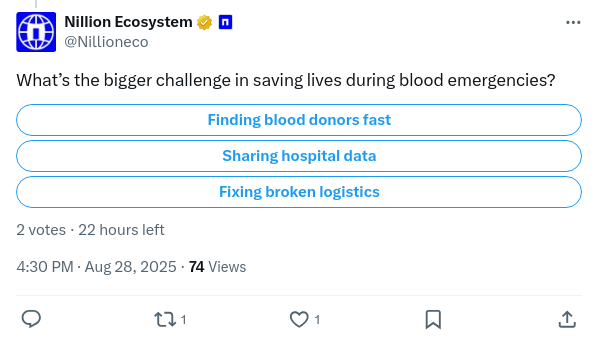 Nillion Ecosystem
@Nillioneco
What’s the bigger challenge in saving lives during blood emergencies?
Finding blood donors fast
Sharing hospital data
Fixing broken logistics
2 votes · 22 hours left
4:30 PM · Aug 28, 2025 · 74 Views
1 1